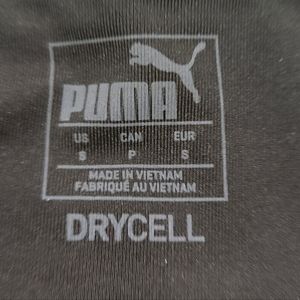 PUMA
US CAN EUR
S P S
MADE IN VIETNAM
FABRIQUÉ AU VIETNAM
DRYCELL